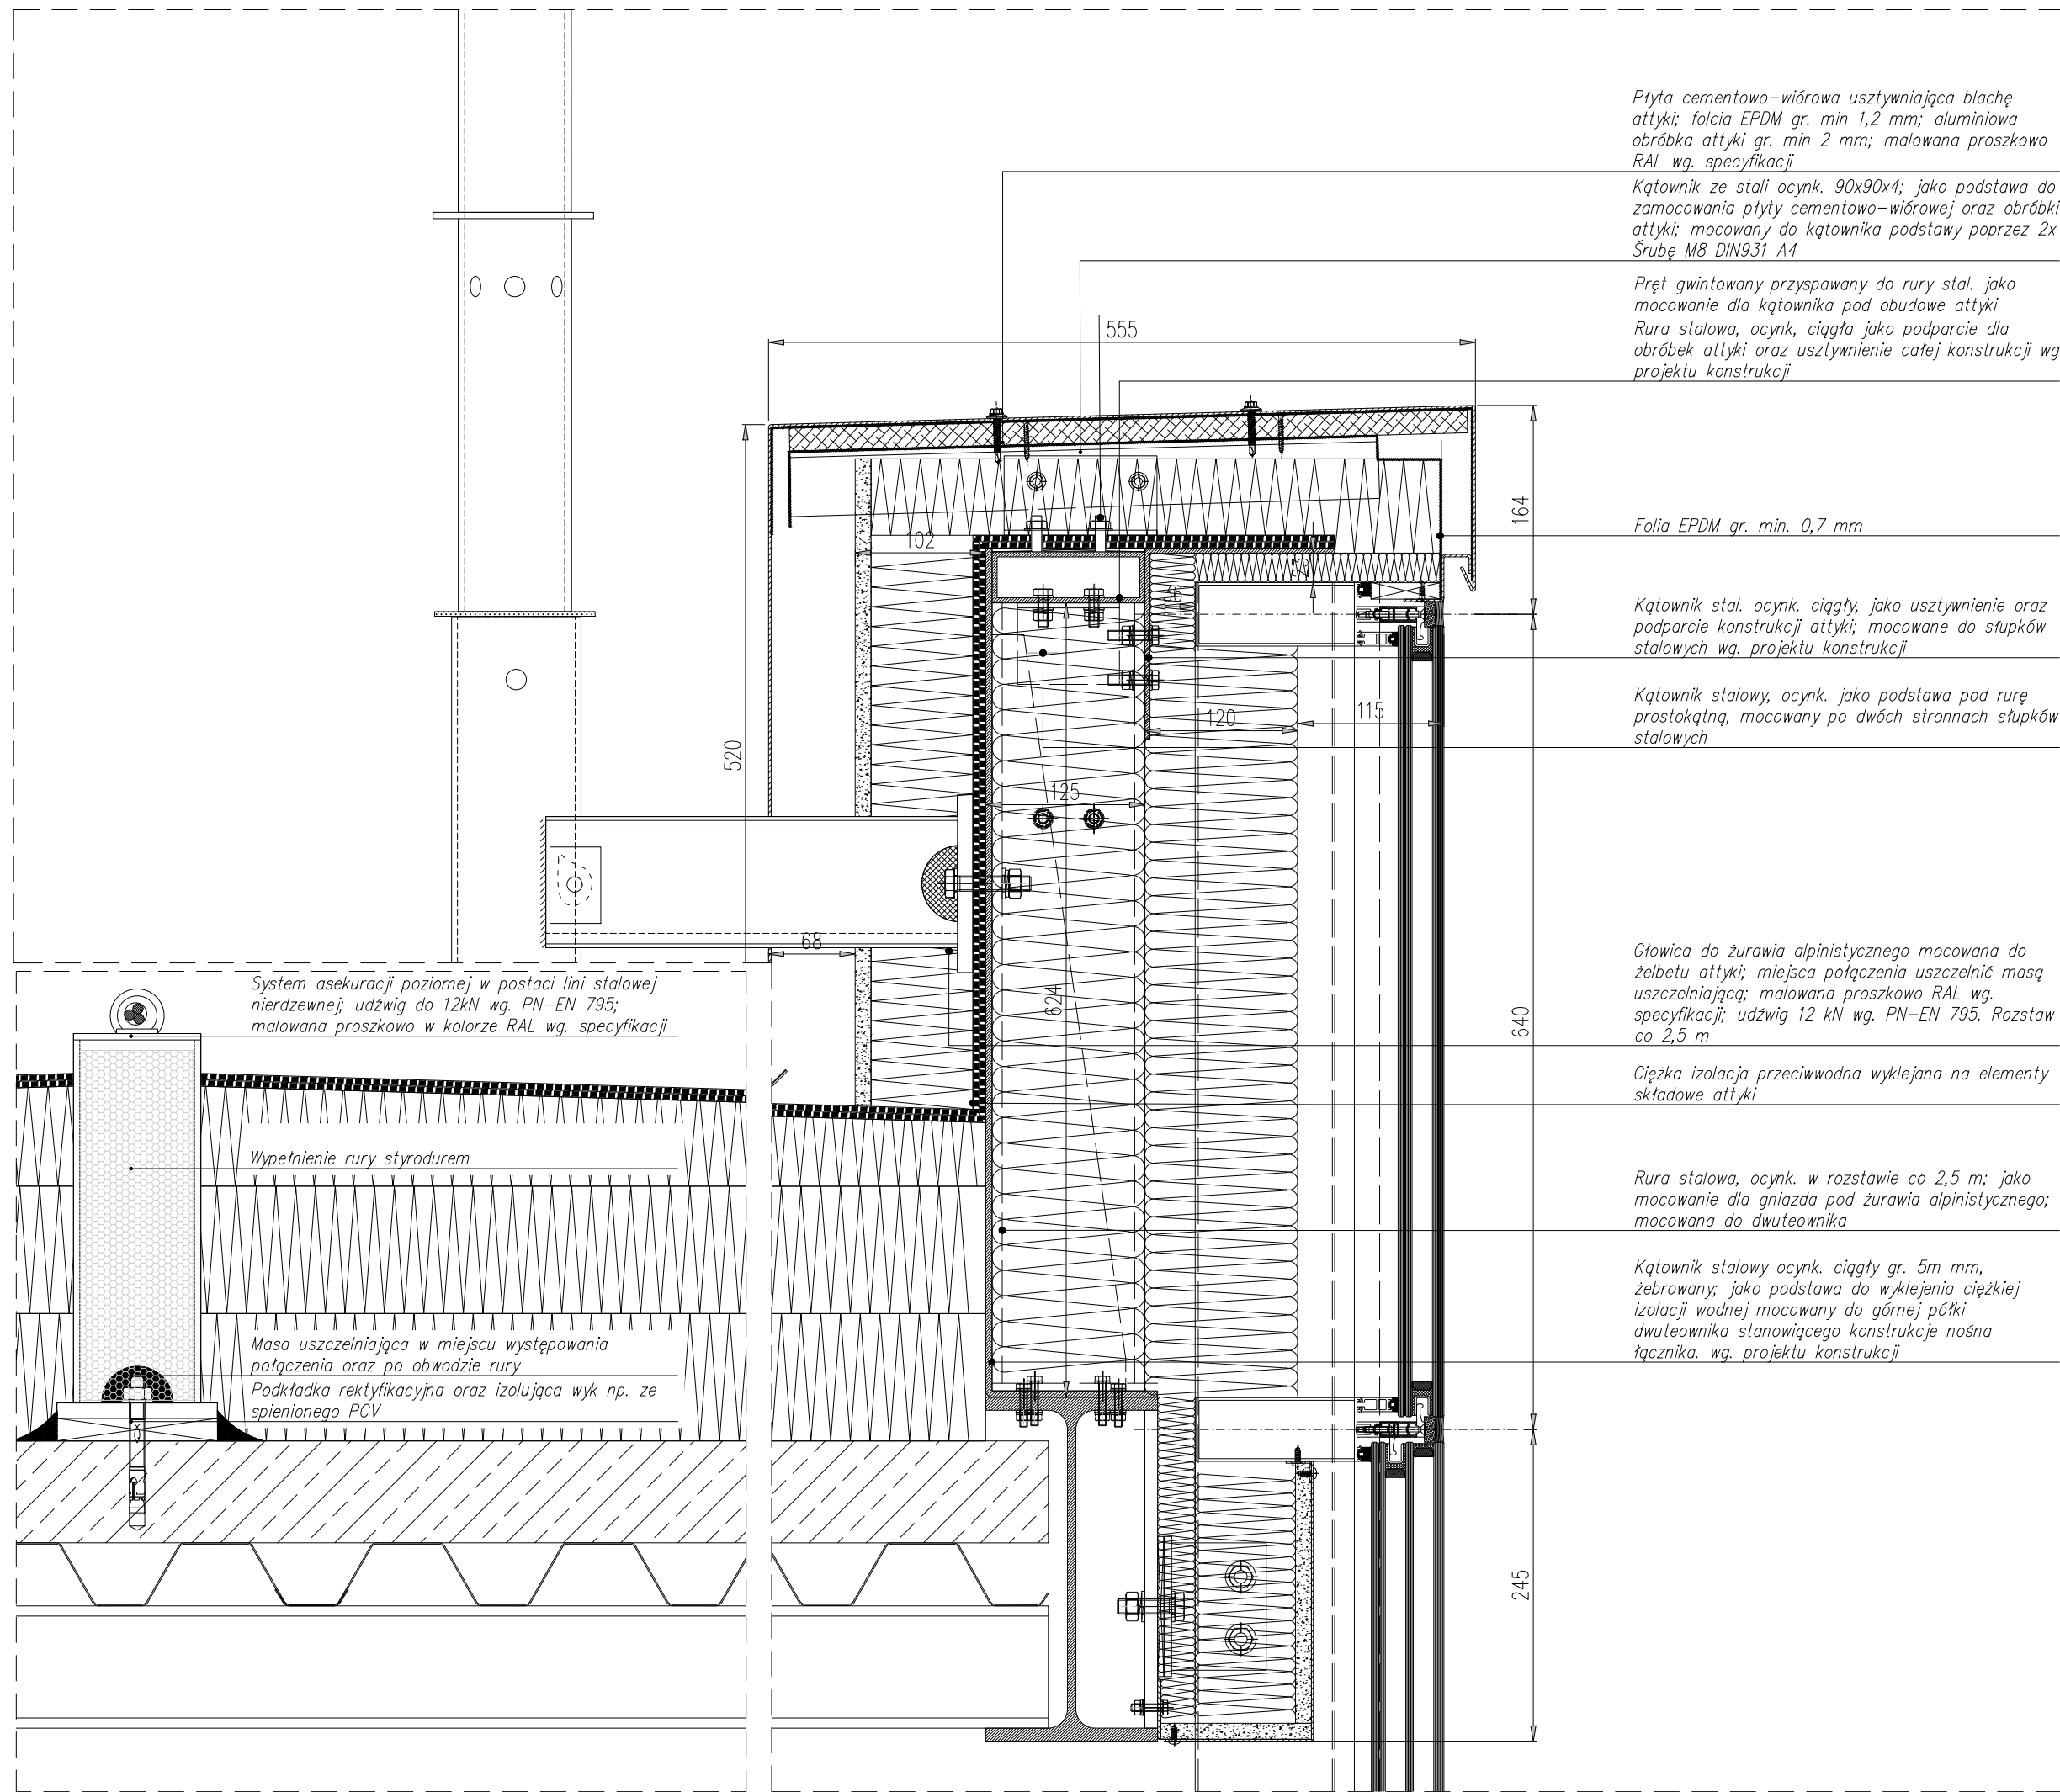 Płyta cementowo-wiórowa usztywniająca blachę
attyki; folcia EPDM gr. min 1,2 mm; aluminiowa
obróbka attyki gr. min 2 mm; malowana proszkowo
RAL wg. specyfikacji
Kątownik ze stali ocynk. 90x90x4; jako podstawa do
zamocowania płyty cementowo-wiórowej oraz obróbki
attyki; mocowany do kątownika podstawy poprzez 2x
Śrubę M8 DIN931 A4
Pręt gwintowany przyspawany do rury stal. jako
mocowanie dla kątownika pod obudowe attyki
Rura stalowa, ocynk, ciągła jako podparcie dla
obróbek attyki oraz usztywnienie całej konstrukcji wg
projektu konstrukcji
555
164
Folia EPDM gr. min. 0,7 mm
102
23
56
Kątownik stal. ocynk. ciągły, jako usztywnienie oraz
podparcie konstrukcji attyki; mocowane do słupków
stalowych wg. projektu konstrukcji
Kątownik stalowy, ocynk. jako podstawa pod rurę
prostokątną, mocowany po dwóch stronnach słupków
stalowych
120
115
520
125
68
624
640
Głowica do żurawia alpinistycznego mocowana do
żelbetu attyki; miejsca połączenia uszczelnić masą
uszczelniającą; malowana proszkowo RAL wg.
specyfikacji; udźwig 12 kN wg. PN-EN 795. Rozstaw
co 2,5 m
System asekuracji poziomej w postaci lini stalowej
nierdzewnej; udźwig do 12kN wg. PN-EN 795;
malowana proszkowo w kolorze RAL wg. specyfikacji
Ciężka izolacja przeciwwodna wyklejana na elementy
składowe attyki
Wypełnienie rury styrodurem
Rura stalowa, ocynk. w rozstawie co 2,5 m; jako
mocowanie dla gniazda pod żurawia alpinistycznego;
mocowana do dwuteownika
Kątownik stalowy ocynk. ciągły gr. 5m mm,
żebrowany; jako podstawa do wyklejenia ciężkiej
izolacji wodnej mocowany do górnej półki
dwuteownika stanowiącego konstrukcje nośna
łącznika. wg. projektu konstrukcji
Masa uszczelniająca w miejscu występowania
połączenia oraz po obwodzie rury
Podkładka rektyfikacyjna oraz izolująca wyk np. ze
spienionego PCV
245